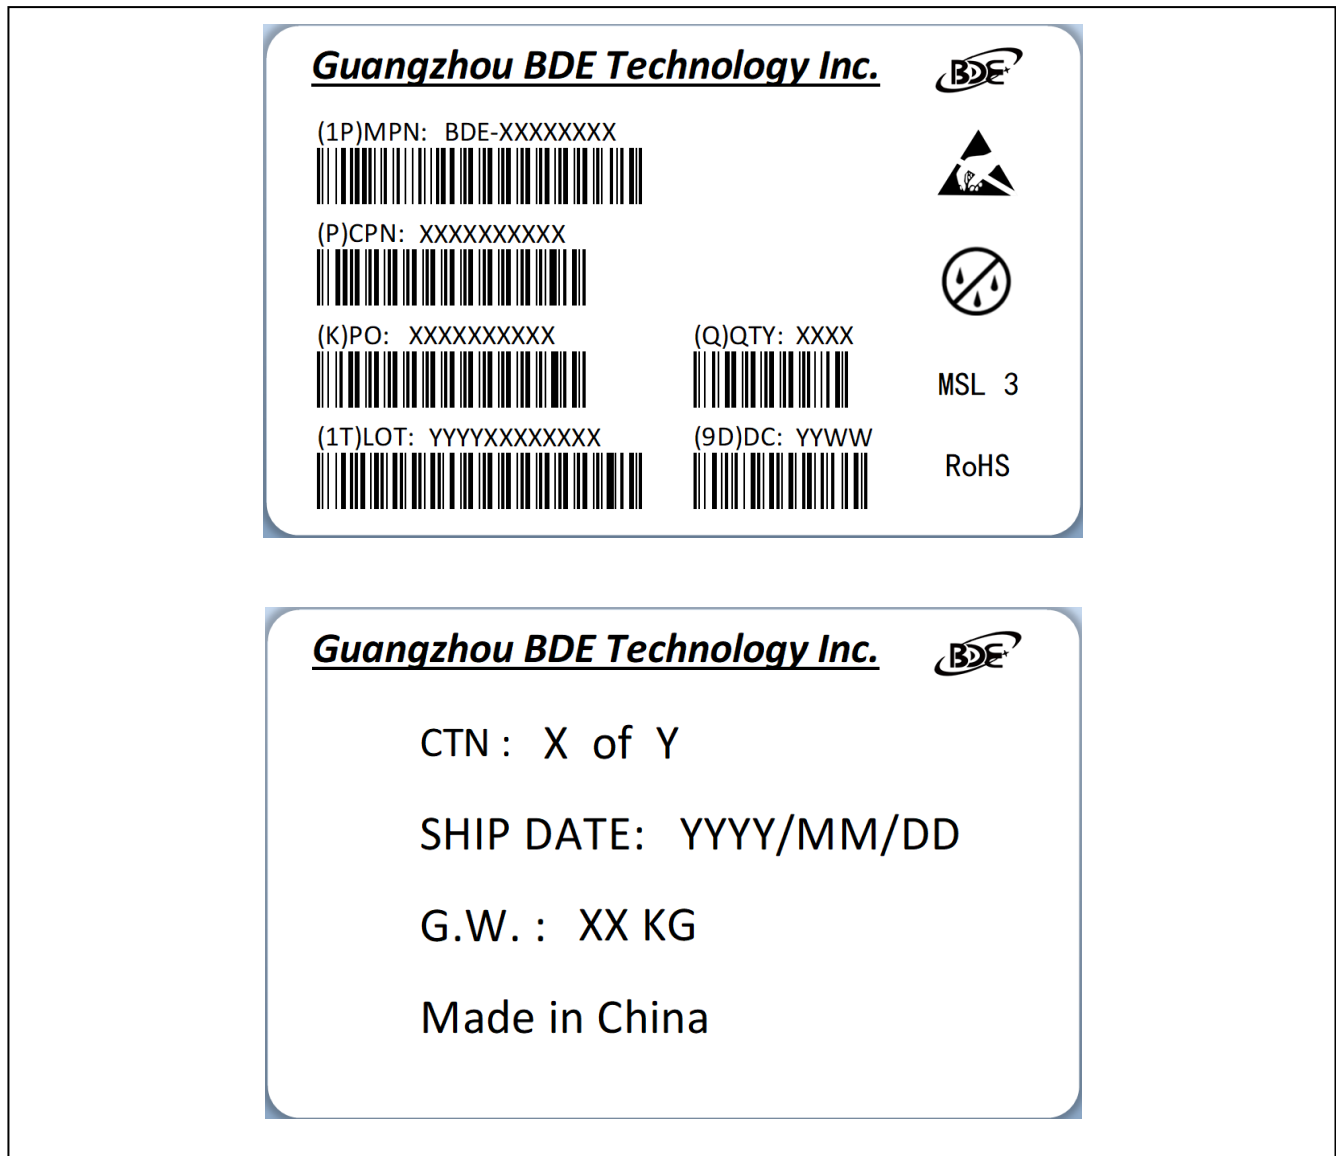 Guangzhou BDE Technology Inc.
BDE
(1P)MPN: BDE-XXXXXXXX
(P)CPN: XXXXXXXXXX
(K)PO: XXXXXXXXXX
(Q)QTY: XXXX
MSL 3
(1T)LOT: YYYYXXXXXXXX
(9D)DC: YYWW
RoHS
Guangzhou BDE Technology Inc.
BDE
CTN : X of Y
SHIP DATE: YYYY/MM/DD
G.W. : XX KG
Made in China